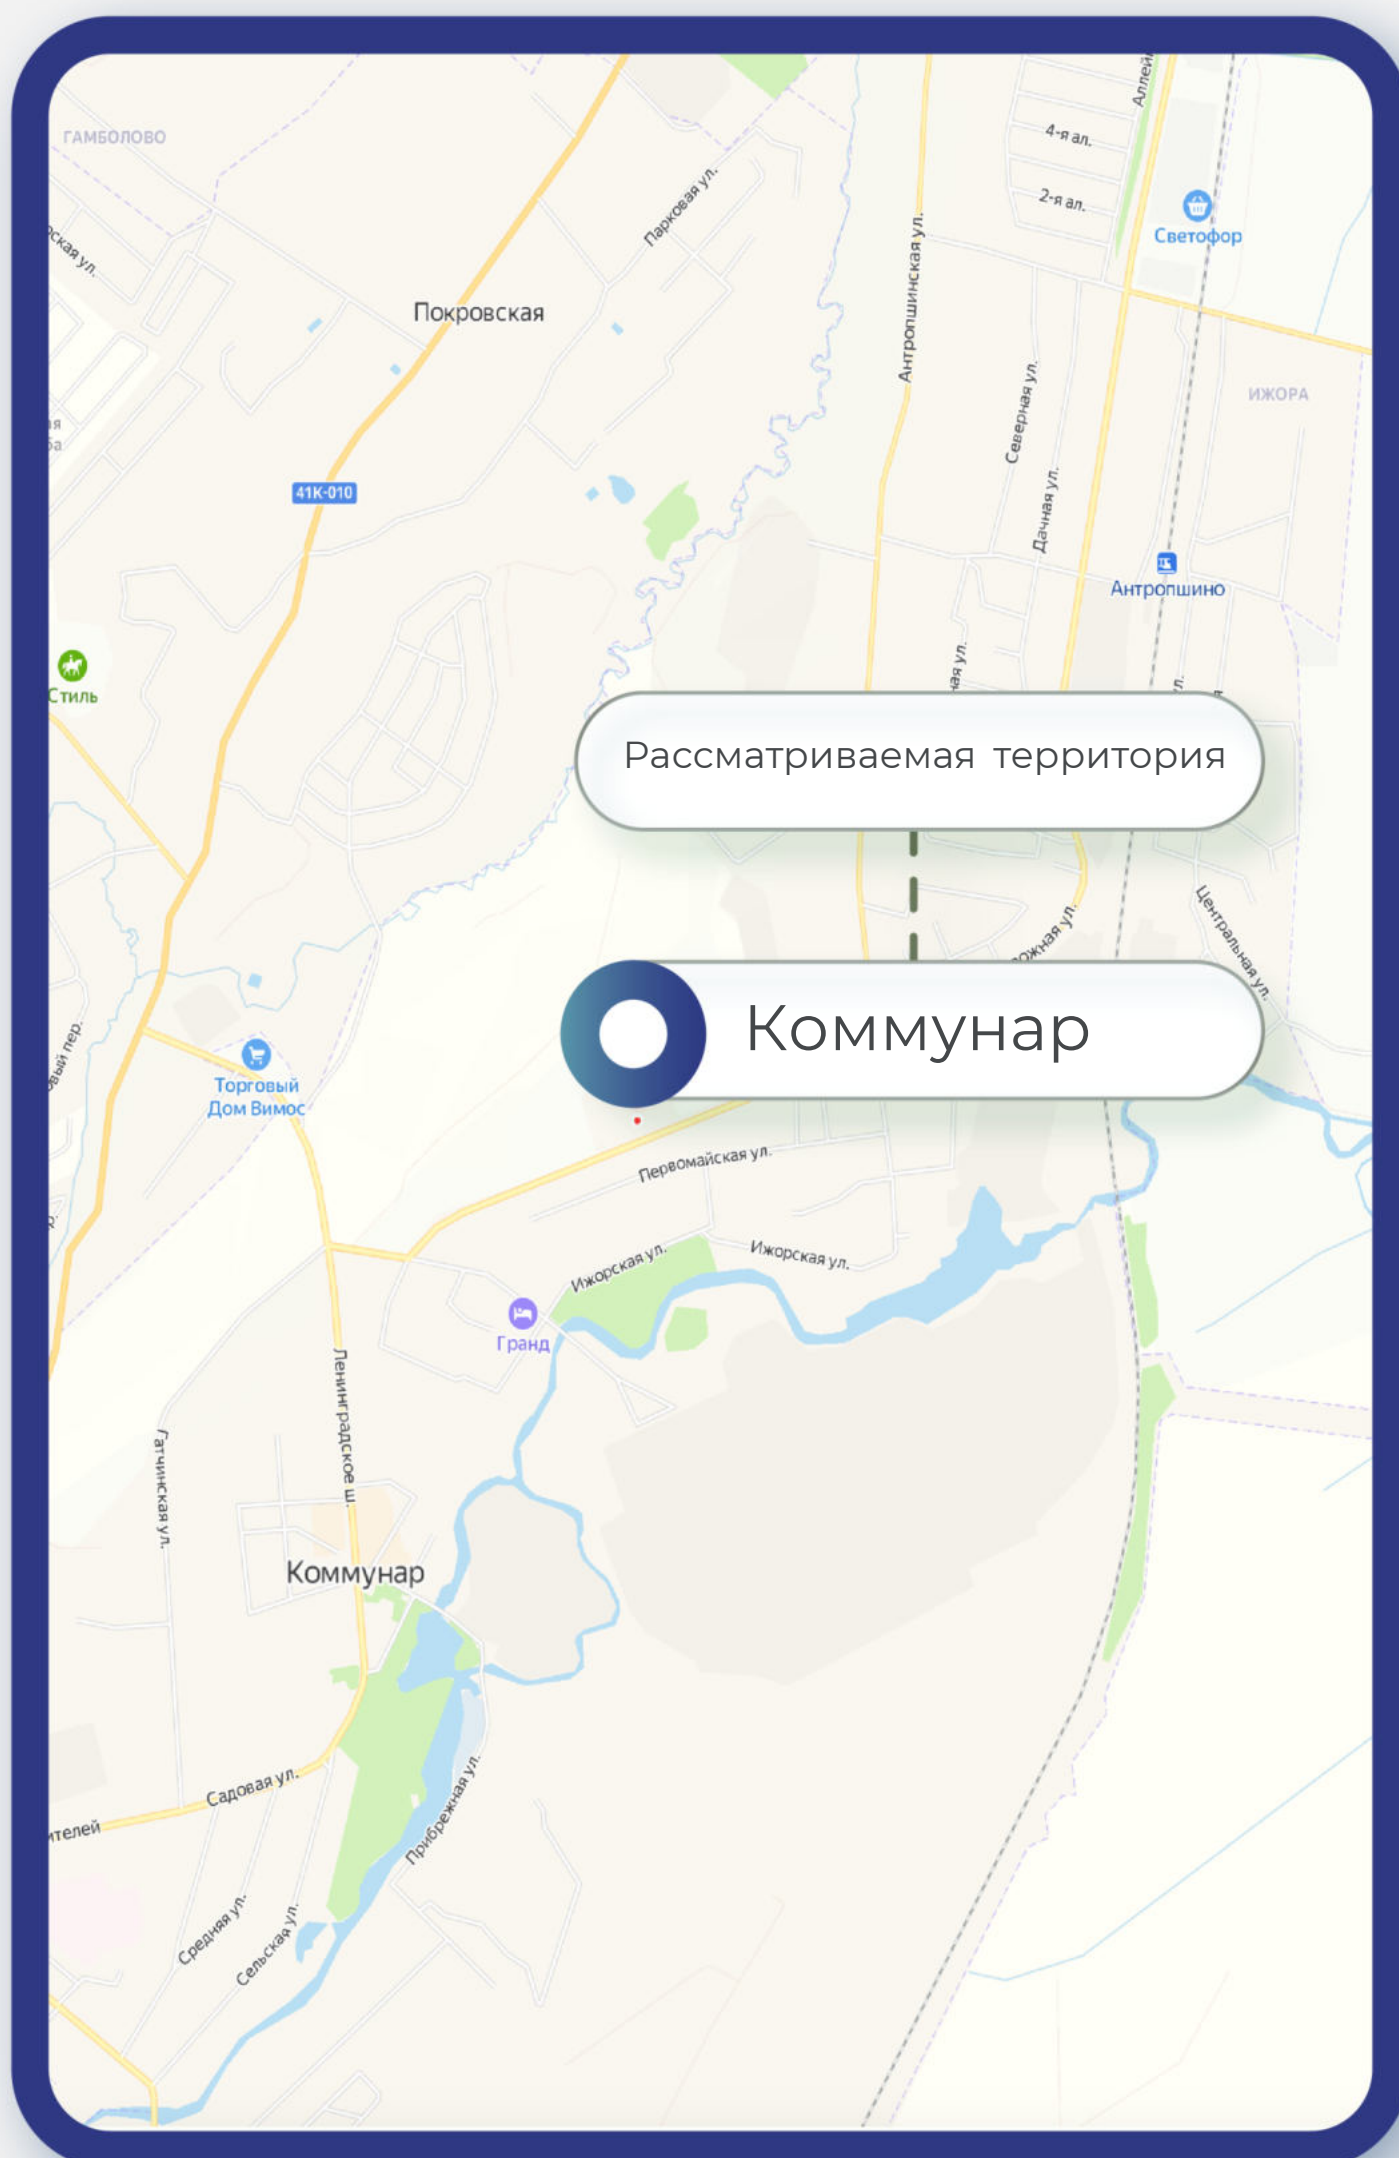 ГАМБОЛОВО
4-я ал.
2-я ал.
Светофор
Парковая ул.
Покровская
Антропшинская ул.
Северная ул.
ИЖОРА
41К-010
Дачная ул.
Антропшино
Стиль
Рассматриваемая территория
Центральная ул.
Коммунар
Торговый
Дом Вимос
Первомайская ул.
Ижорская ул.
Ижорская ул.
Гранд
Ленинградское ш.
Гатчинская ул.
Коммунар
Садовая ул.
Прибрежная ул.
Средняя ул.
Сельская ул.